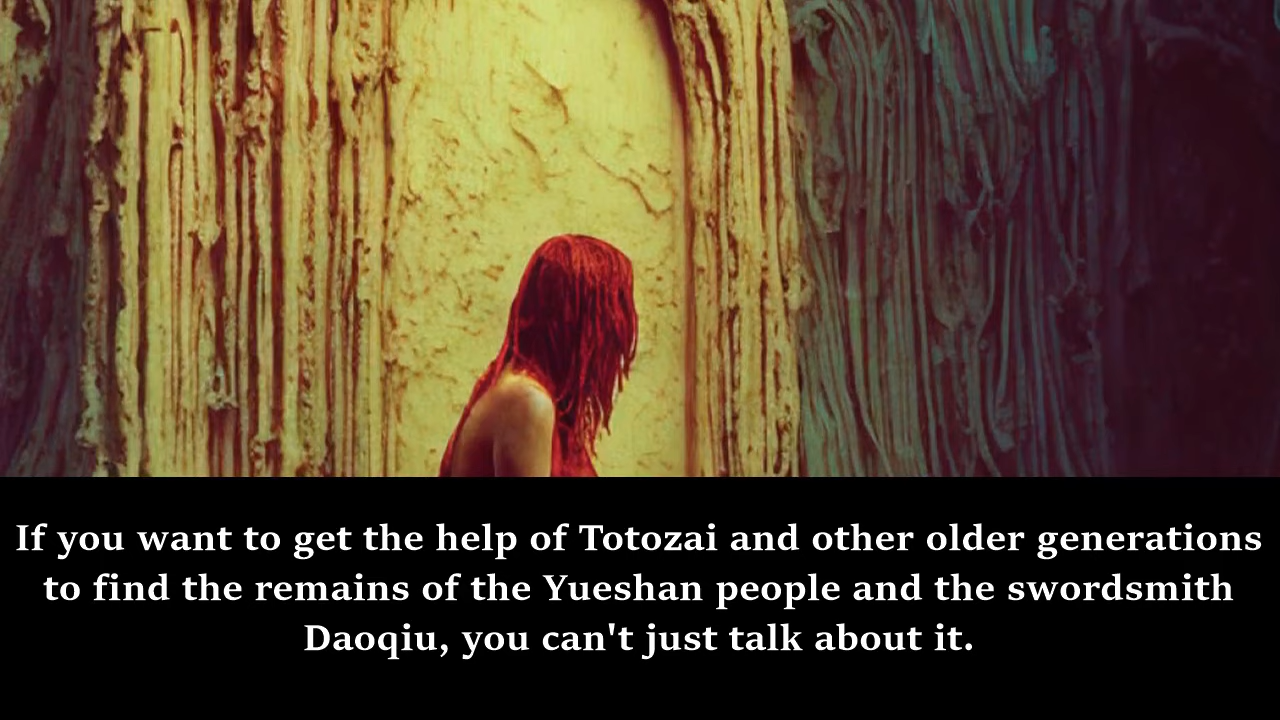 If you want to get the help of Totozai and other older generations
to find the remains of the Yueshan people and the swordsmith
Daoqiu, you can't just talk about it.